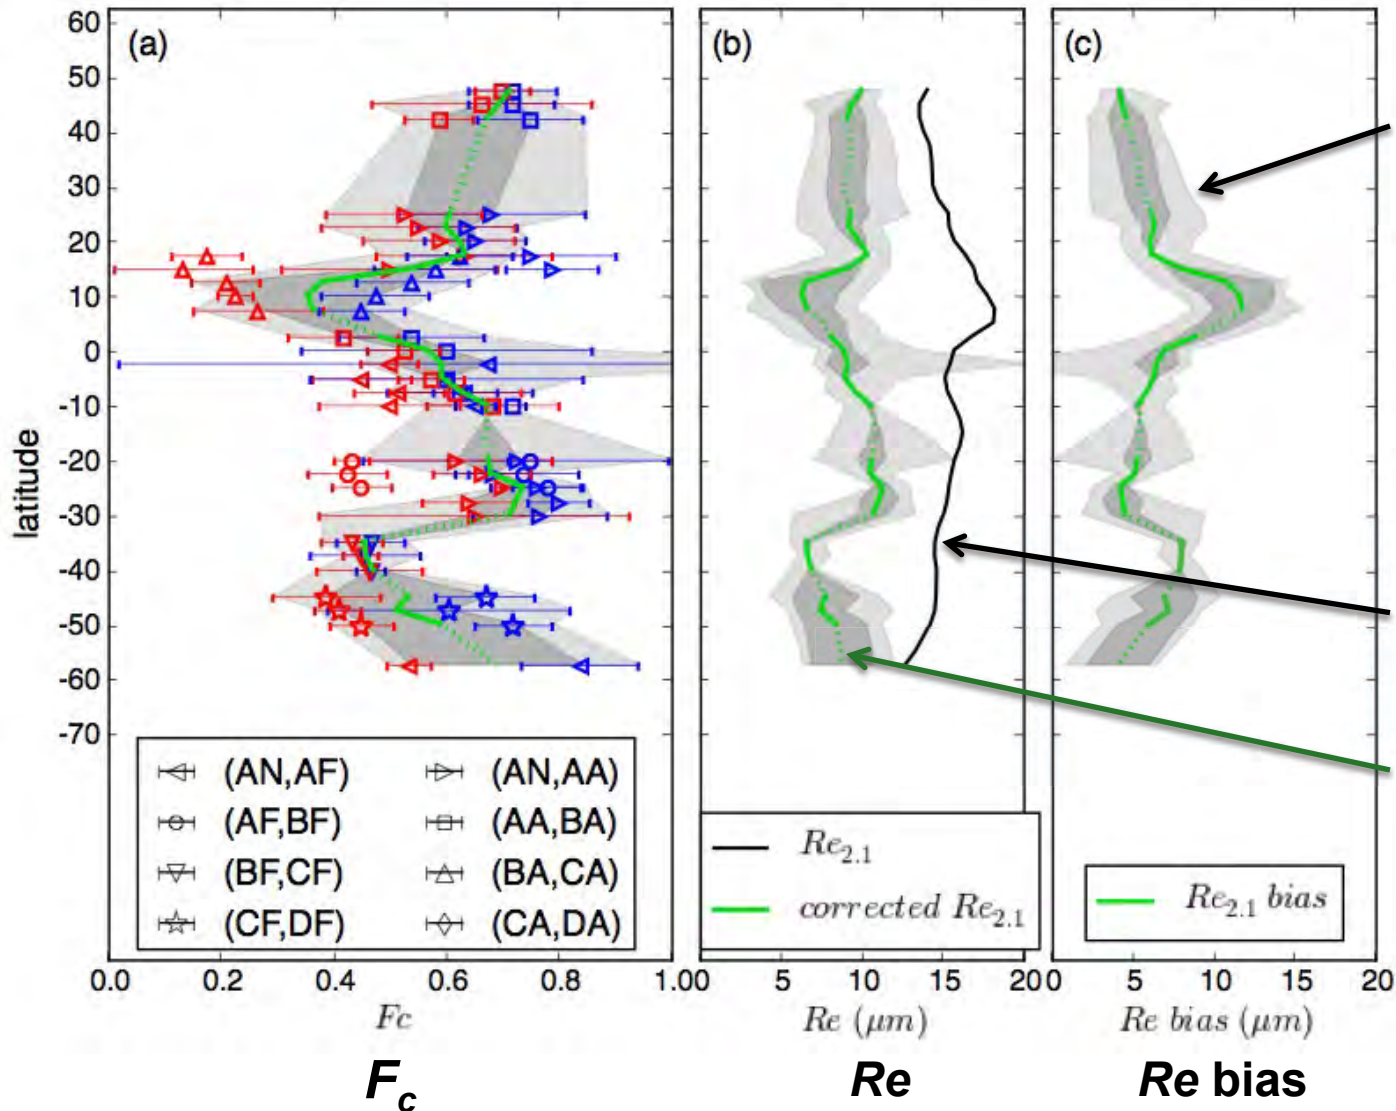 (a)
(b)
(c)
60
50
40
30
20
10
0
-10
-20
-30
-40
-50
-60
-70
latitude
(AN,AF) (AN,AA)
(AF,BF) (AA,BA)
(BF,CF) (BA,CA)
(CF,DF) (CA,DA)
Re2.1
corrected Re2.1
Re2.1 bias
0.0 0.2 0.4 0.6 0.8 1.0
0 5 10 15 20
0 5 10 15 20
Fc
Re (μm)
Re bias (μm)
Fc
Re
Re bias